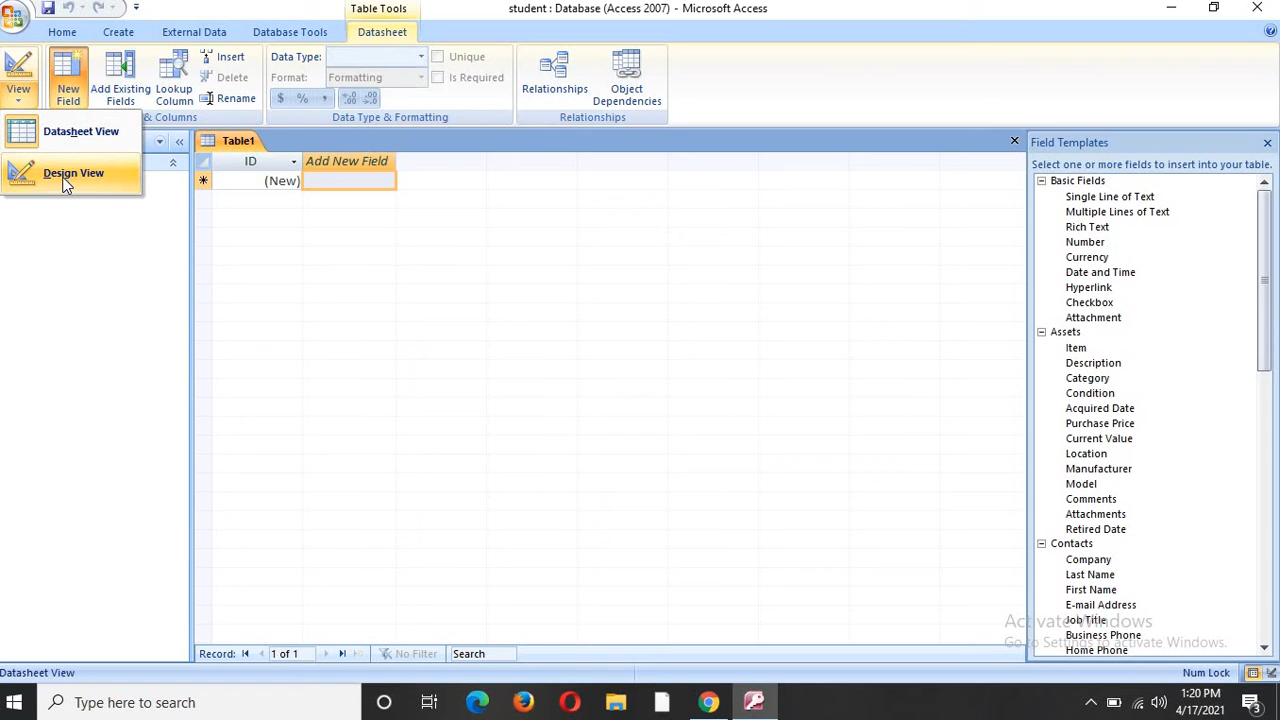 Table Tools
student : Database (Access 2007) - Microsoft Access
Home
Create
External Data
Database Tools
Datasheet
View
New Field
Add Existing Fields
Lookup Column
Insert
Delete
Rename
& Columns
Data Type:
Format:
Formatting
$ % ,
Unique
Is Required
Data Type & Formatting
Relationships
Object Dependencies
Relationships
Datasheet View
Design View
Table1
ID
Add New Field
(New)
Field Templates
Select one or more fields to insert into your table.
Basic Fields
Single Line of Text
Multiple Lines of Text
Rich Text
Number
Currency
Date and Time
Hyperlink
Checkbox
Attachment
Assets
Item
Description
Category
Condition
Acquired Date
Purchase Price
Current Value
Location
Manufacturer
Model
Comments
Attachments
Retired Date
Contacts
Company
Last Name
First Name
E-mail Address
Job Title
Business Phone
Home Phone
Activate Windows
Go to Settings to activate Windows.
Record:
1 of 1
No Filter
Search
Datasheet View
Num Lock
Type here to search
1:20 PM
4/17/2021
3